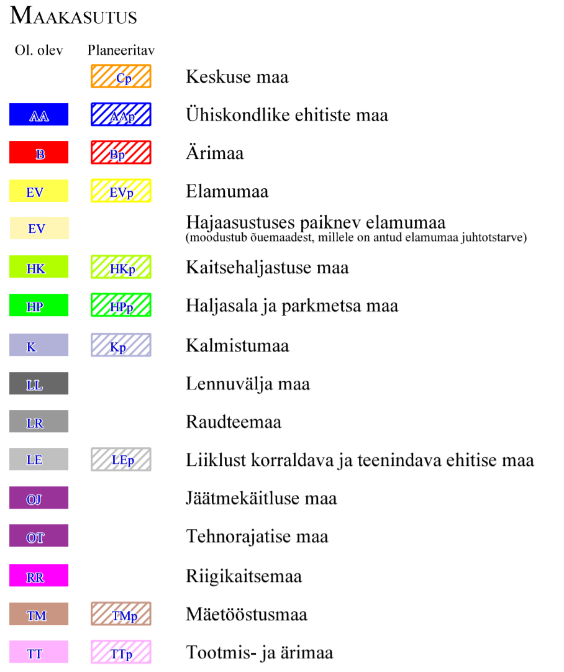 MAAKASUTUS
Ol. olev Planeeritav
Cp Keskuse maa
AA AAp Ühiskondlike ehitiste maa
B Bp Ärimaa
EV EVp Elamumaa
EV Hajaasustuses paiknev elamumaa
(moodustub õuemaadest, millele on antud elamumaa juhtotstarve)
HK HKp Kaitsehaljastuse maa
HP HPp Haljasala ja parkmetsa maa
K Kp Kalmistumaa
LL Lennuvälja maa
LR Raudteemaa
LE LEp Liiklust korraldava ja teenindava ehitise maa
OJ Jäätmekäitluse maa
OT Tehnorajatise maa
RR Riigikaitsemaa
TM TMp Mäetööstusmaa
TT TTp Tootmis- ja ärimaa